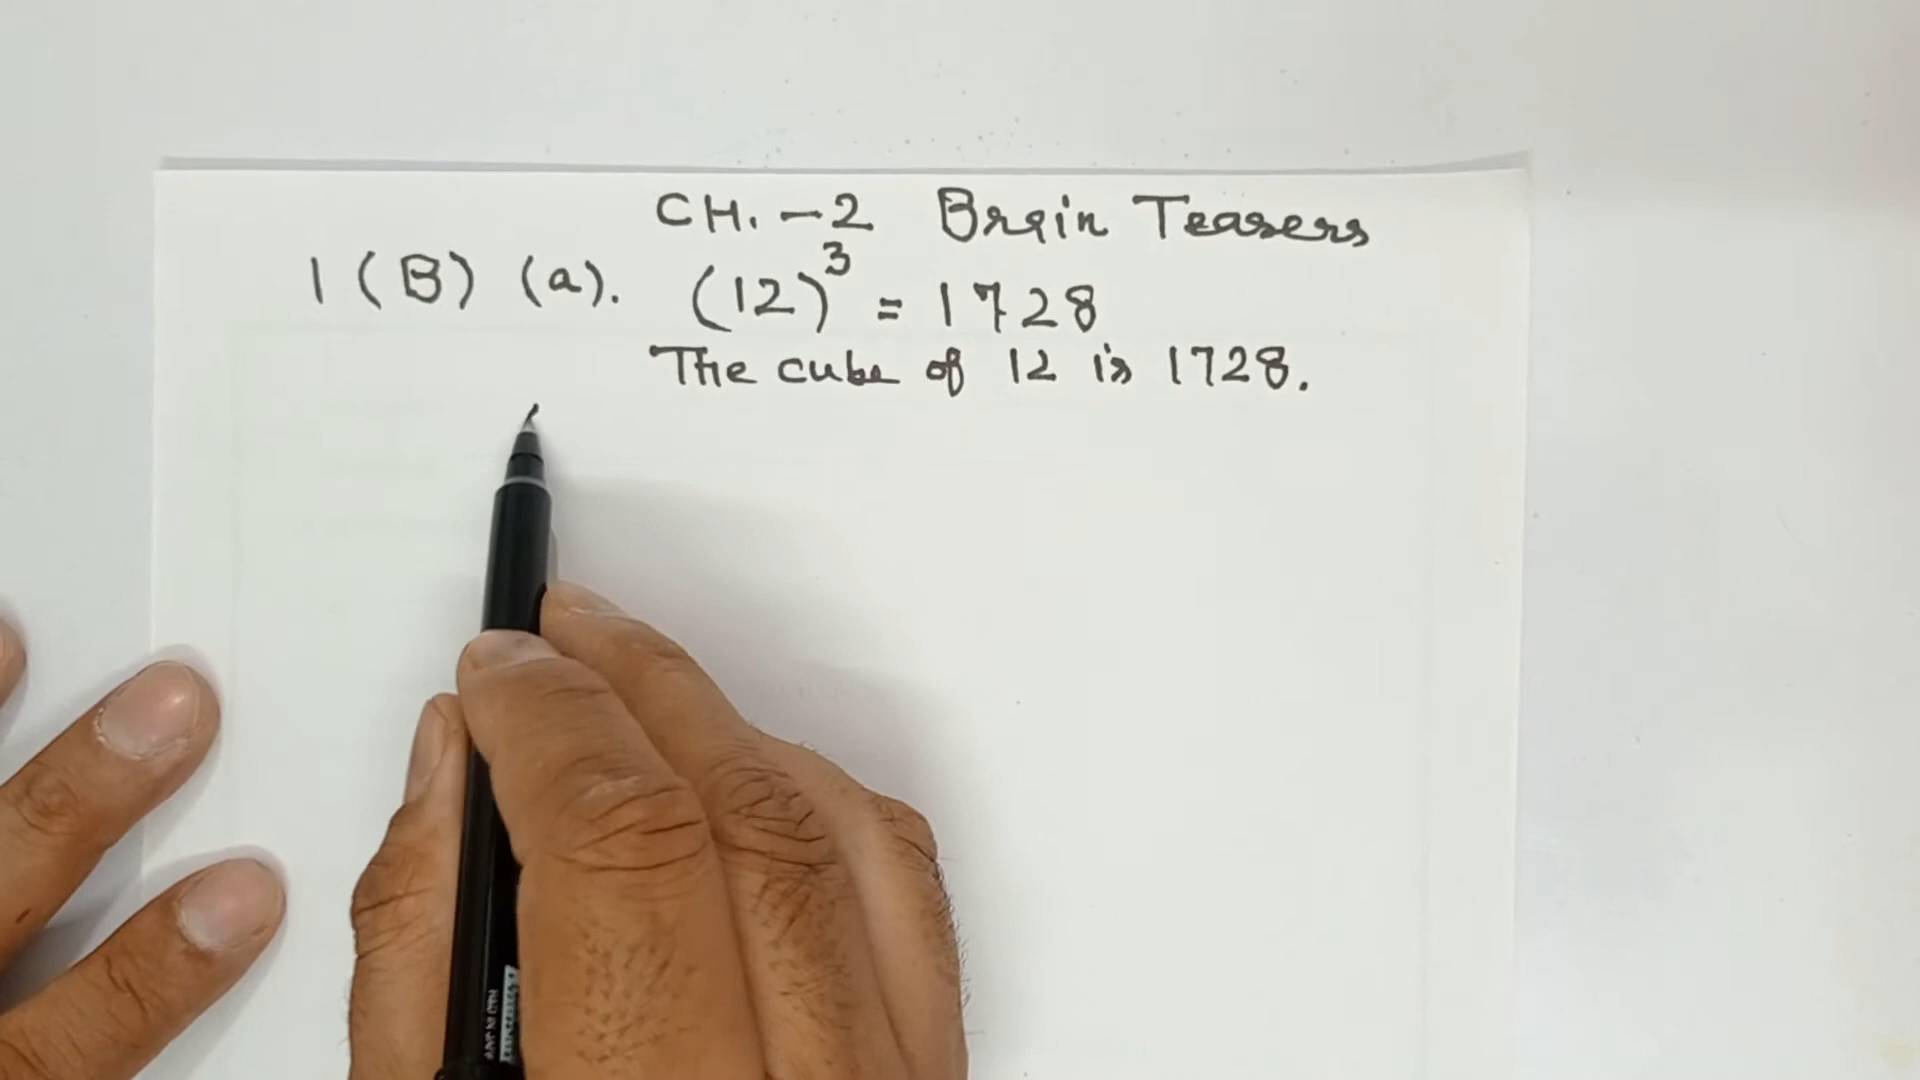 CH. - 2 Brain Teasers
1 (B) (a). (12)³ = 1728
The cube of 12 is 1728.